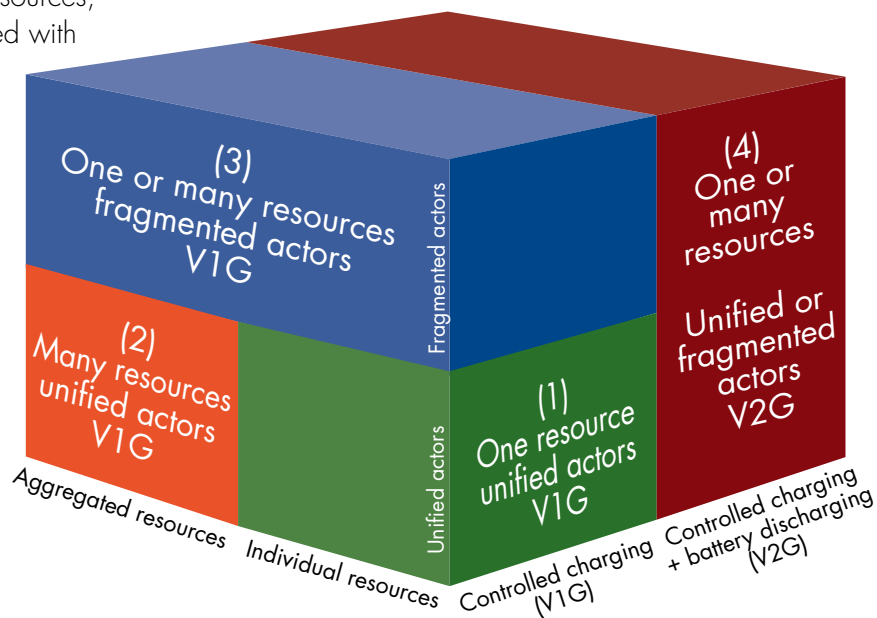 ed with
(3)
One or many resources
fragmented actors
V1G
(4)
One or
many
resources
Unified or
fragmented
actors
V2G
Fragmented actors
(2)
Many resources
unified actors
V1G
(1)
One resource
unified actors
V1G
Unified actors
Aggregated resources
Individual resources
Controlled charging
(V1G)
Controlled charging
+ battery discharging
(V2G)